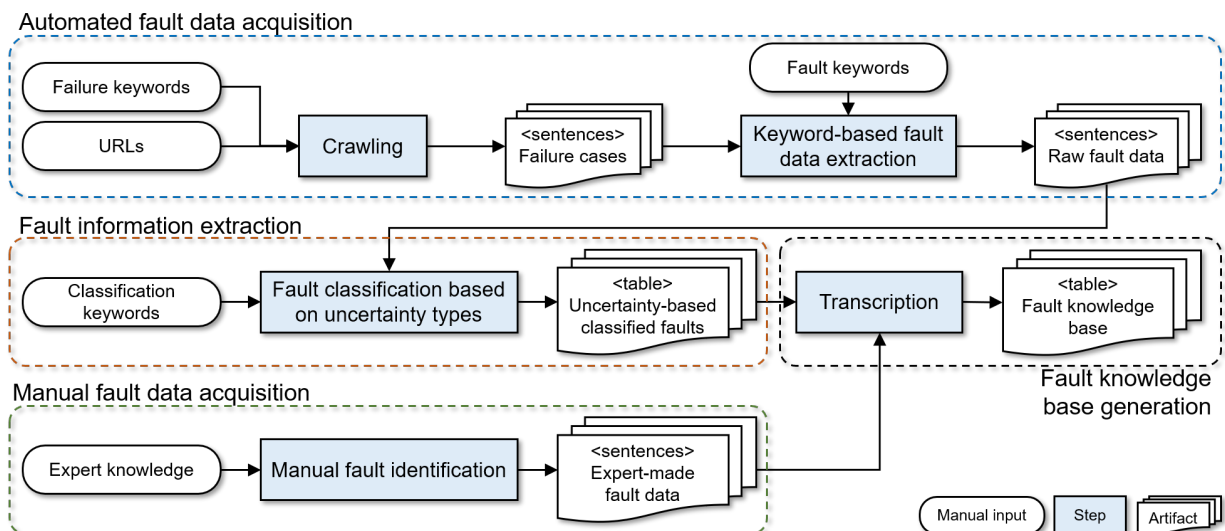 Automated fault data acquisition
Failure keywords
URLs
Crawling
<sentences>
Failure cases
Fault keywords
Keyword-based fault
data extraction
<sentences>
Raw fault data
Fault information extraction
Classification
keywords
Fault classification based
on uncertainty types
<table>
Uncertainty-based
classified faults
Transcription
<table>
Fault knowledge
base
Fault knowledge
base generation
Manual fault data acquisition
Expert knowledge
Manual fault identification
<sentences>
Expert-made
fault data
Manual input
Step
Artifact